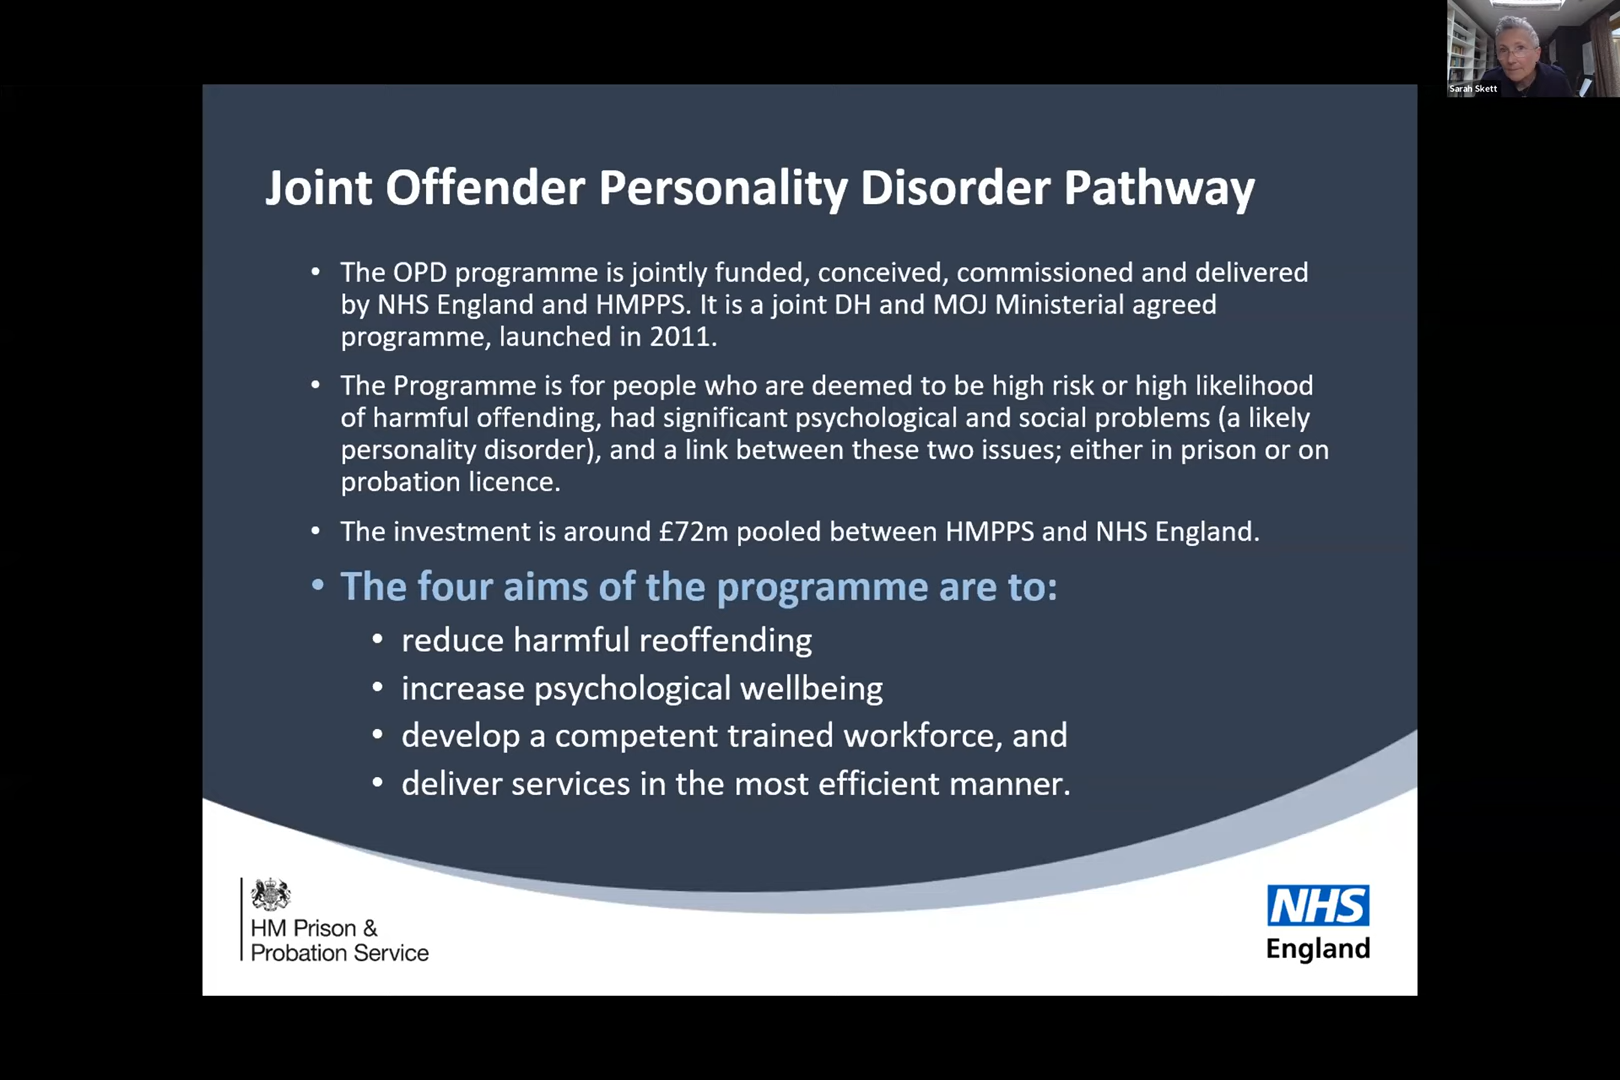 Sarah Skett
Joint Offender Personality Disorder Pathway
• The OPD programme is jointly funded, conceived, commissioned and delivered
by NHS England and HMPPS. It is a joint DH and MOJ Ministerial agreed
programme, launched in 2011.
• The Programme is for people who are deemed to be high risk or high likelihood
of harmful offending, had significant psychological and social problems (a likely
personality disorder), and a link between these two issues; either in prison or on
probation licence.
• The investment is around £72m pooled between HMPPS and NHS England.
• The four aims of the programme are to:
• reduce harmful reoffending
• increase psychological wellbeing
• develop a competent trained workforce, and
• deliver services in the most efficient manner.
HM Prison &
Probation Service
NHS
England